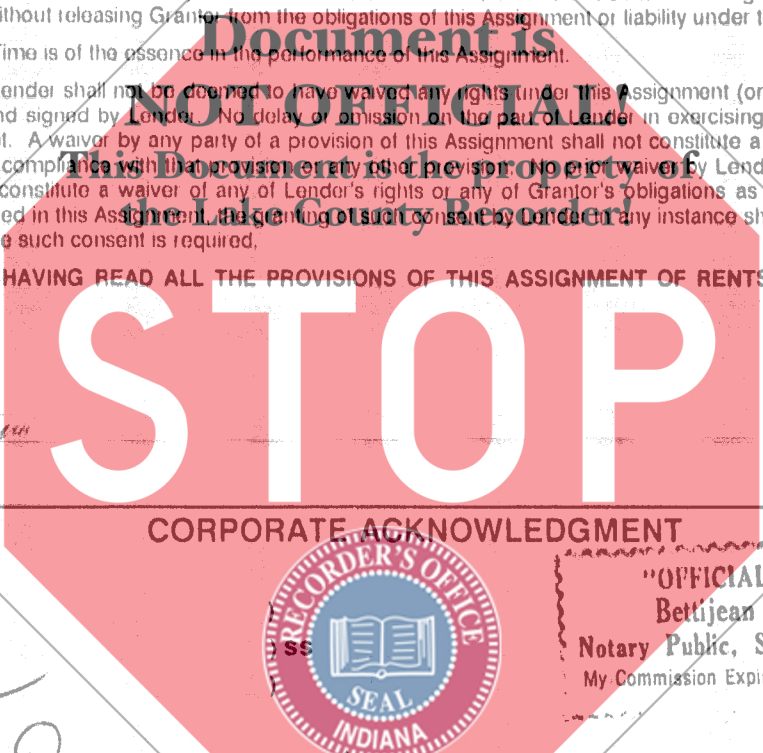 ithout releasing Grantor from the obligations of this Assignment or liability under t
Document is
ime is of the essence in the performance of this Assignment.
NOT OFFICIAL!
ender shall not be deemed to have waived any rights under this Assignment (or
nd signed by Lender. No delay or omission on the part of Lender in exercising
t. A waiver by any party of a provision of this Assignment shall not constitute a
This Document is the property of
compliance with that provision or any other provision. No prior waiver by Lend
constitute a waiver of any of Lender's rights or any of Grantor's obligations as
the Lake County Recorder!
ed in this Assignment, the granting of such consent by Lender in any instance sh
e such consent is required.
HAVING READ ALL THE PROVISIONS OF THIS ASSIGNMENT OF RENTS
STOP
CORPORATE ACKNOWLEDGMENT
RECORDER'S OFFICE
"OFFICIAL
Bettijean
) SS
Notary Public, S
My Commission Expi
SEAL
INDIANA